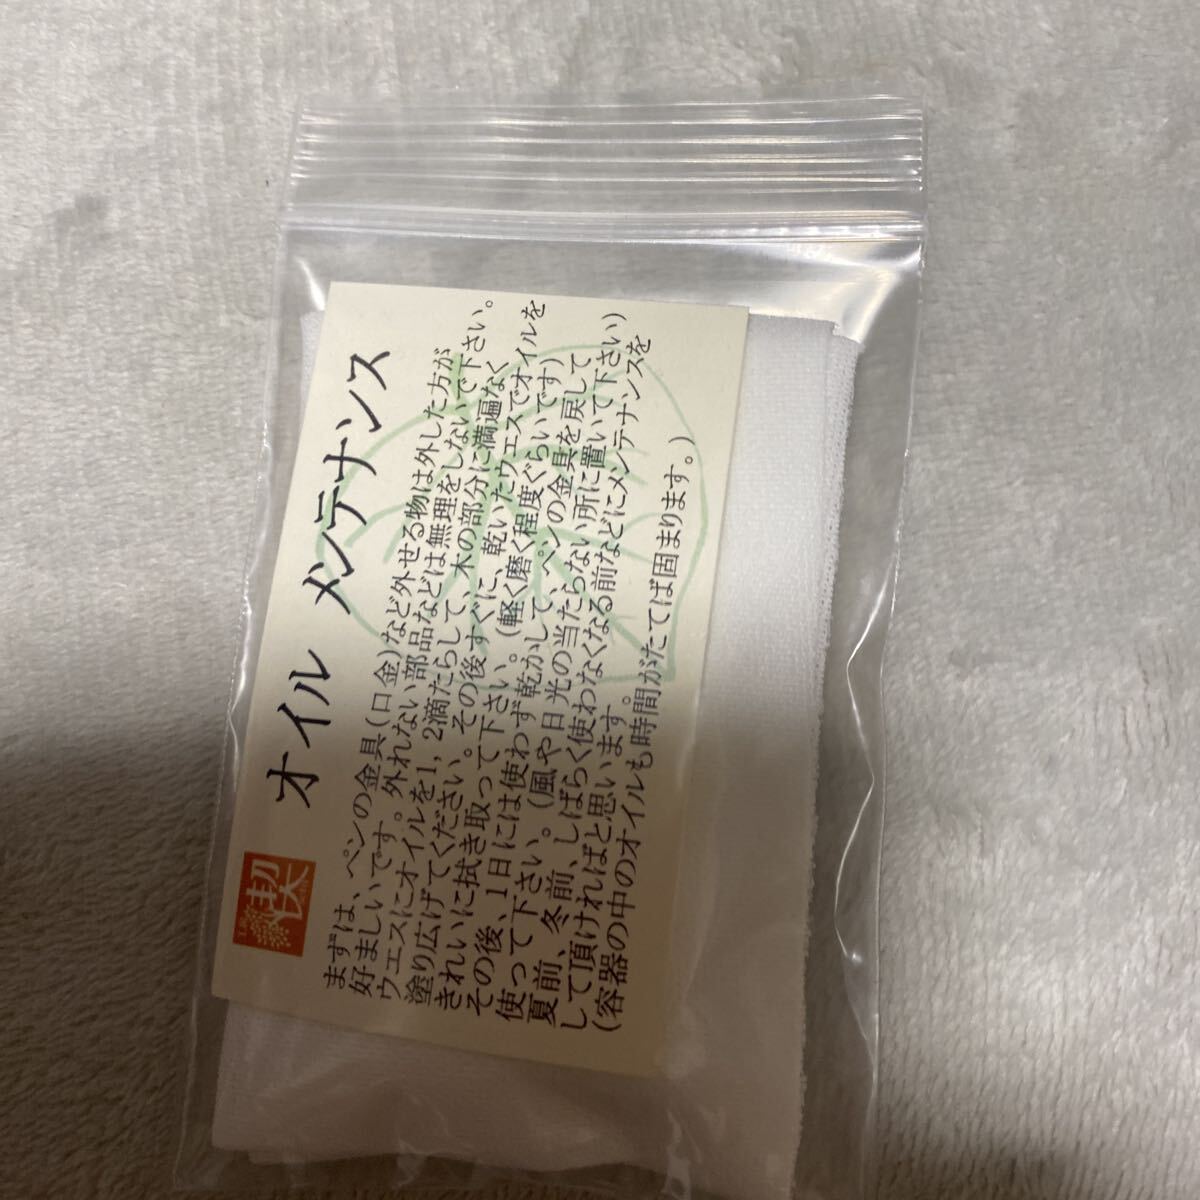 オイル メンテナンス
まずは、ペンの金具(口金)など外せる物は外した方が
好ましいです。外れない部品などは無理をしないで下さい。
ウエスにオイルを1，2滴たらして、木の部分に満遍なく
塗り広げてください。その後すぐに、乾いたウエスでオイルを
きれいに拭き取って下さい。(軽く磨く程度ぐらいです)
その後、1日には使わず乾かして、ペンの金具を戻して
使って下さい。(風や日光の当たらない所に置いて下さい)
夏前、冬前、しばらく使わなくなる前などにメンテナンスを
して頂ければと思います。
(容器の中のオイルも時間がたてば固まります。)
工房
楔